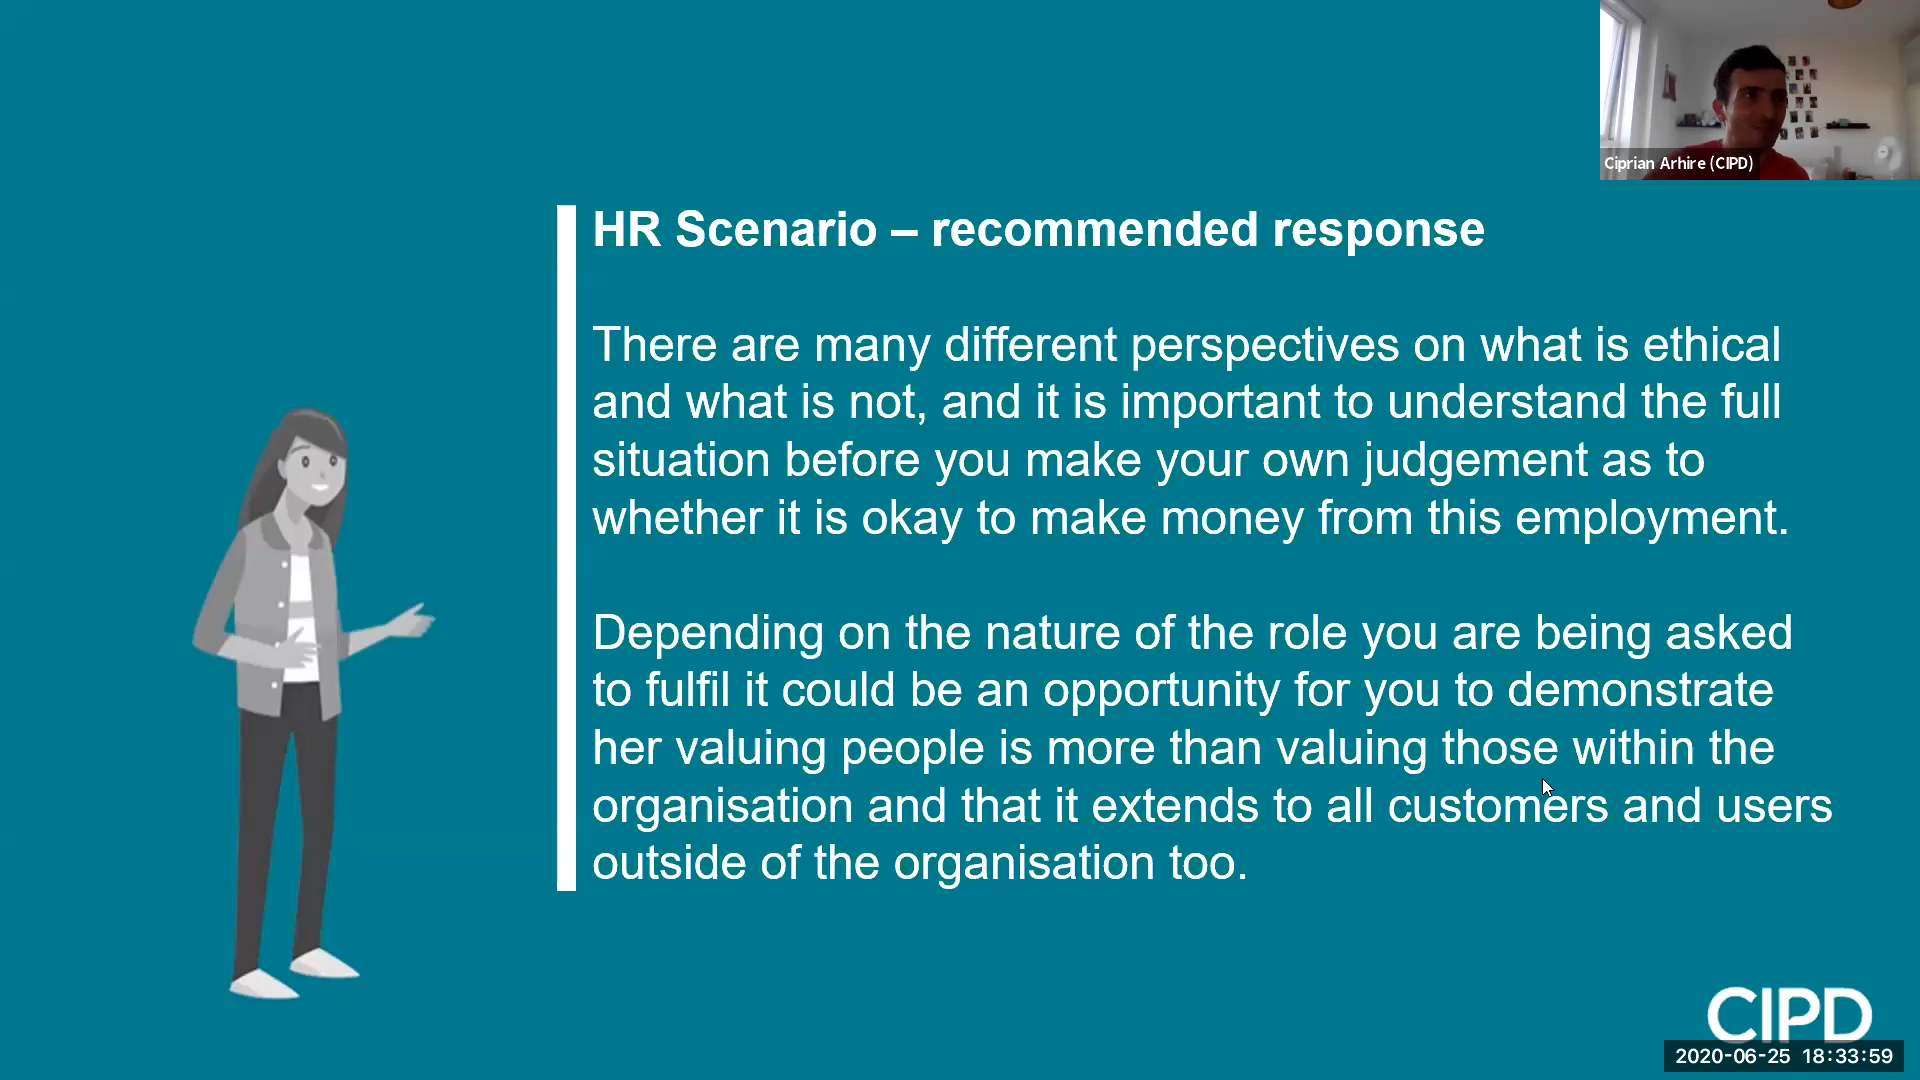 Ciprian Arhire (CIPD)
HR Scenario – recommended response
There are many different perspectives on what is ethical
and what is not, and it is important to understand the full
situation before you make your own judgement as to
whether it is okay to make money from this employment.
Depending on the nature of the role you are being asked
to fulfil it could be an opportunity for you to demonstrate
her valuing people is more than valuing those within the
organisation and that it extends to all customers and users
outside of the organisation too.
CIPD
2020-06-25 18:33:59